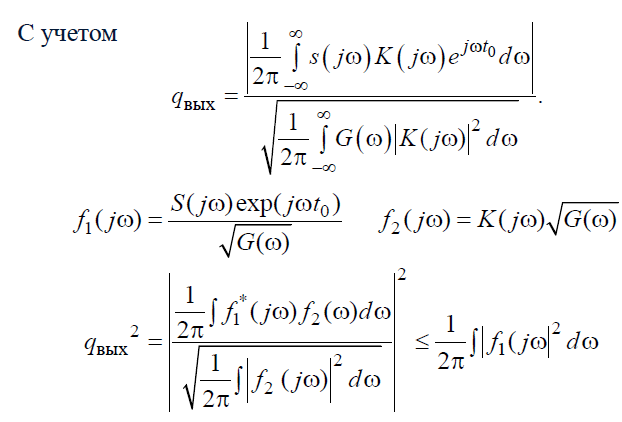 С учетом
q_вых = |1/2π ∫_{−∞}^{∞} s(jω)K(jω)e^{jωt_0}dω| / √(1/2π ∫_{−∞}^{∞} G(ω)|K(jω)|^2 dω).
f_1(jω) = S(jω)exp(jωt_0) / √G(ω) f_2(jω) = K(jω)√G(ω)
q_вых^2 = |1/2π ∫ f_1^*(jω) f_2(ω)dω / √(1/2π ∫|f_2 (jω)|^2 dω)|^2 ≤ 1/2π ∫|f_1(jω|^2 dω